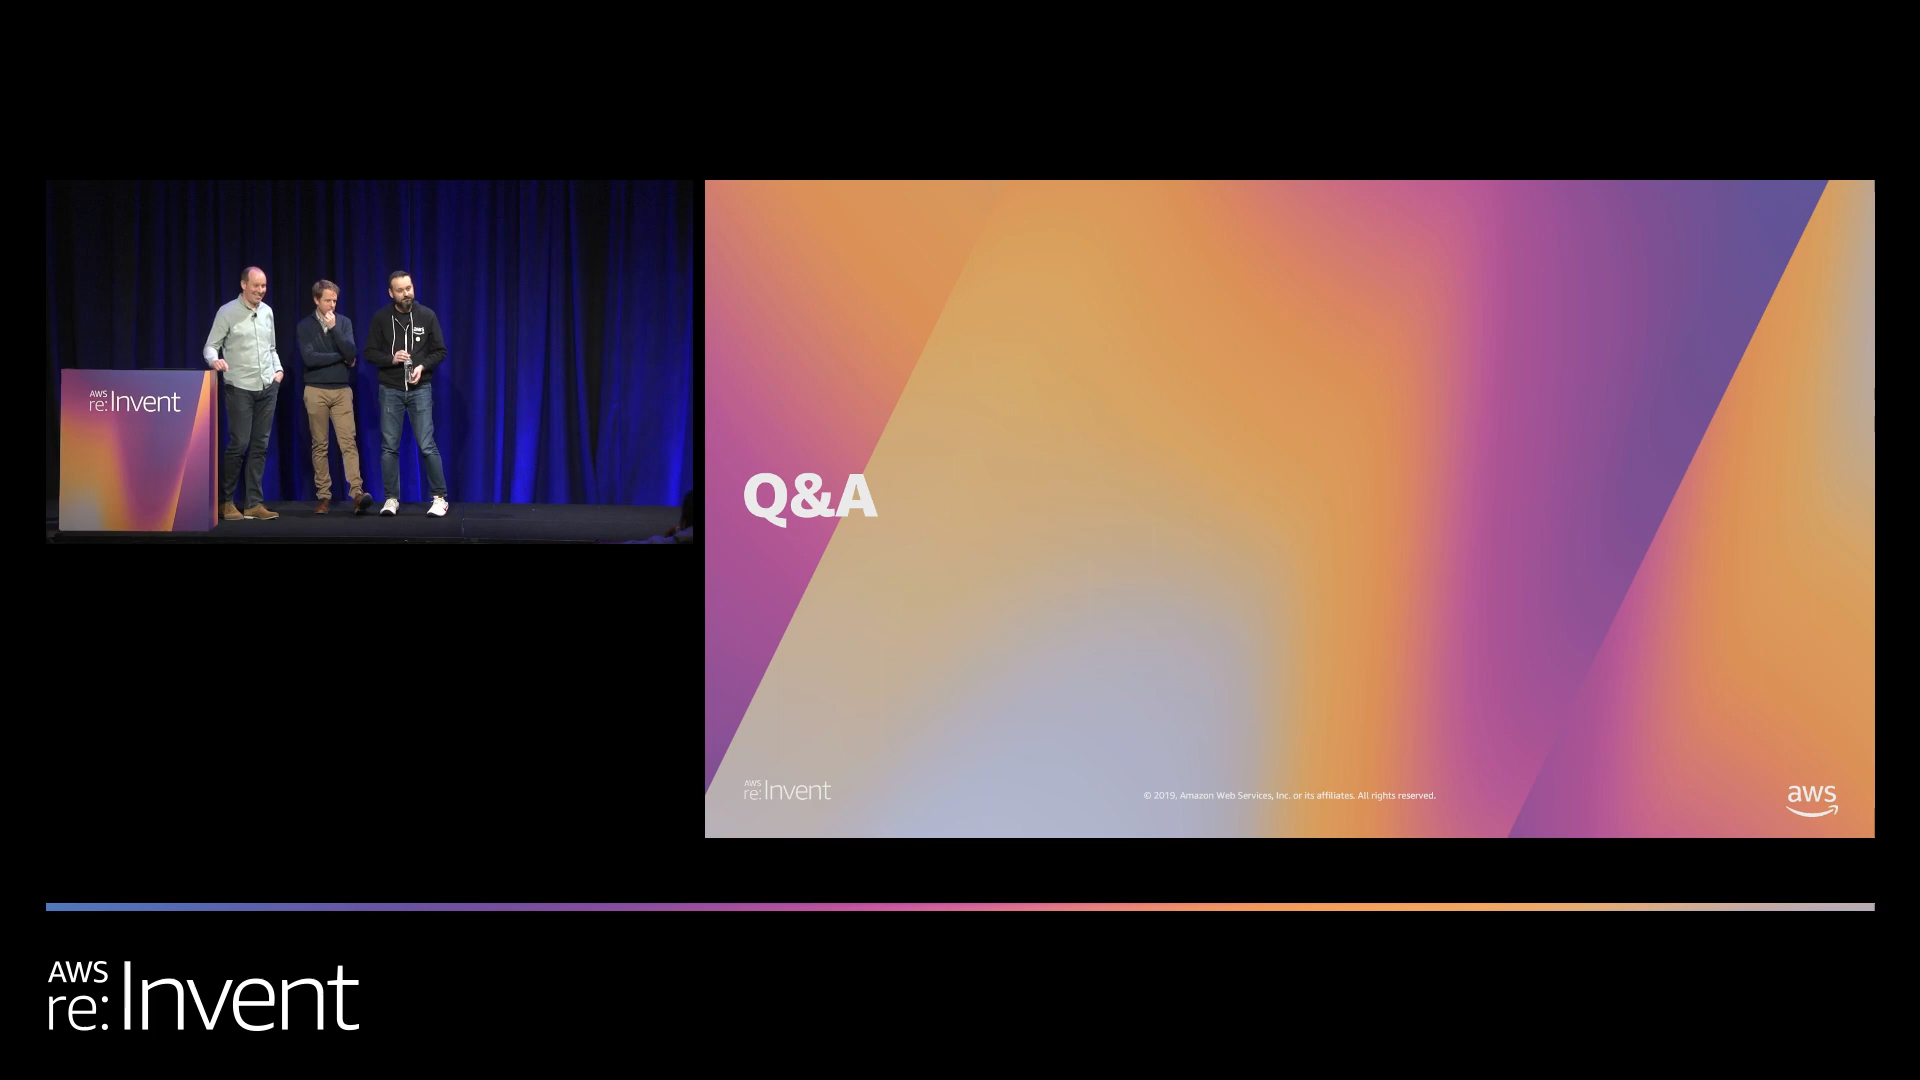 AWS
re:Invent
aws
Q&A
AWS
re:Invent
© 2019, Amazon Web Services, Inc. or its affiliates. All rights reserved.
aws
AWS
re:Invent